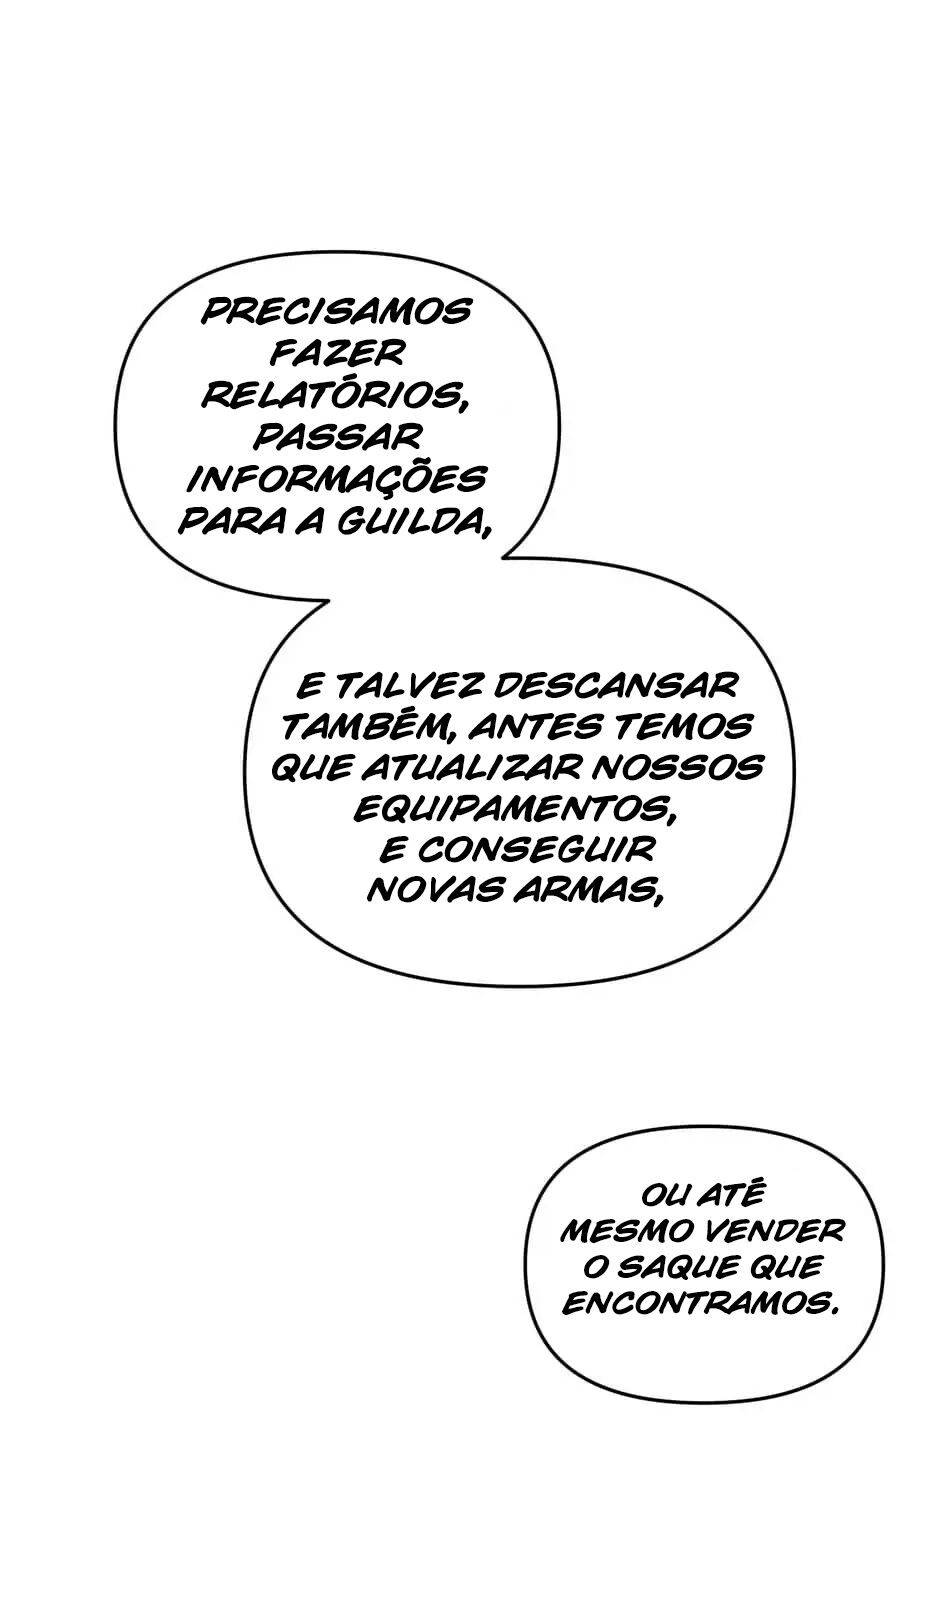 PRECISAMOS
FAZER
RELATÓRIOS,
PASSAR
INFORMAÇÕES
PARA A GUILDA,
E TALVEZ DESCANSAR
TAMBÉM, ANTES TEMOS
QUE ATUALIZAR NOSSOS
EQUIPAMENTOS,
E CONSEGUIR
NOVAS ARMAS,
OU ATÉ
MESMO VENDER
O SAQUE QUE
ENCONTRAMOS.